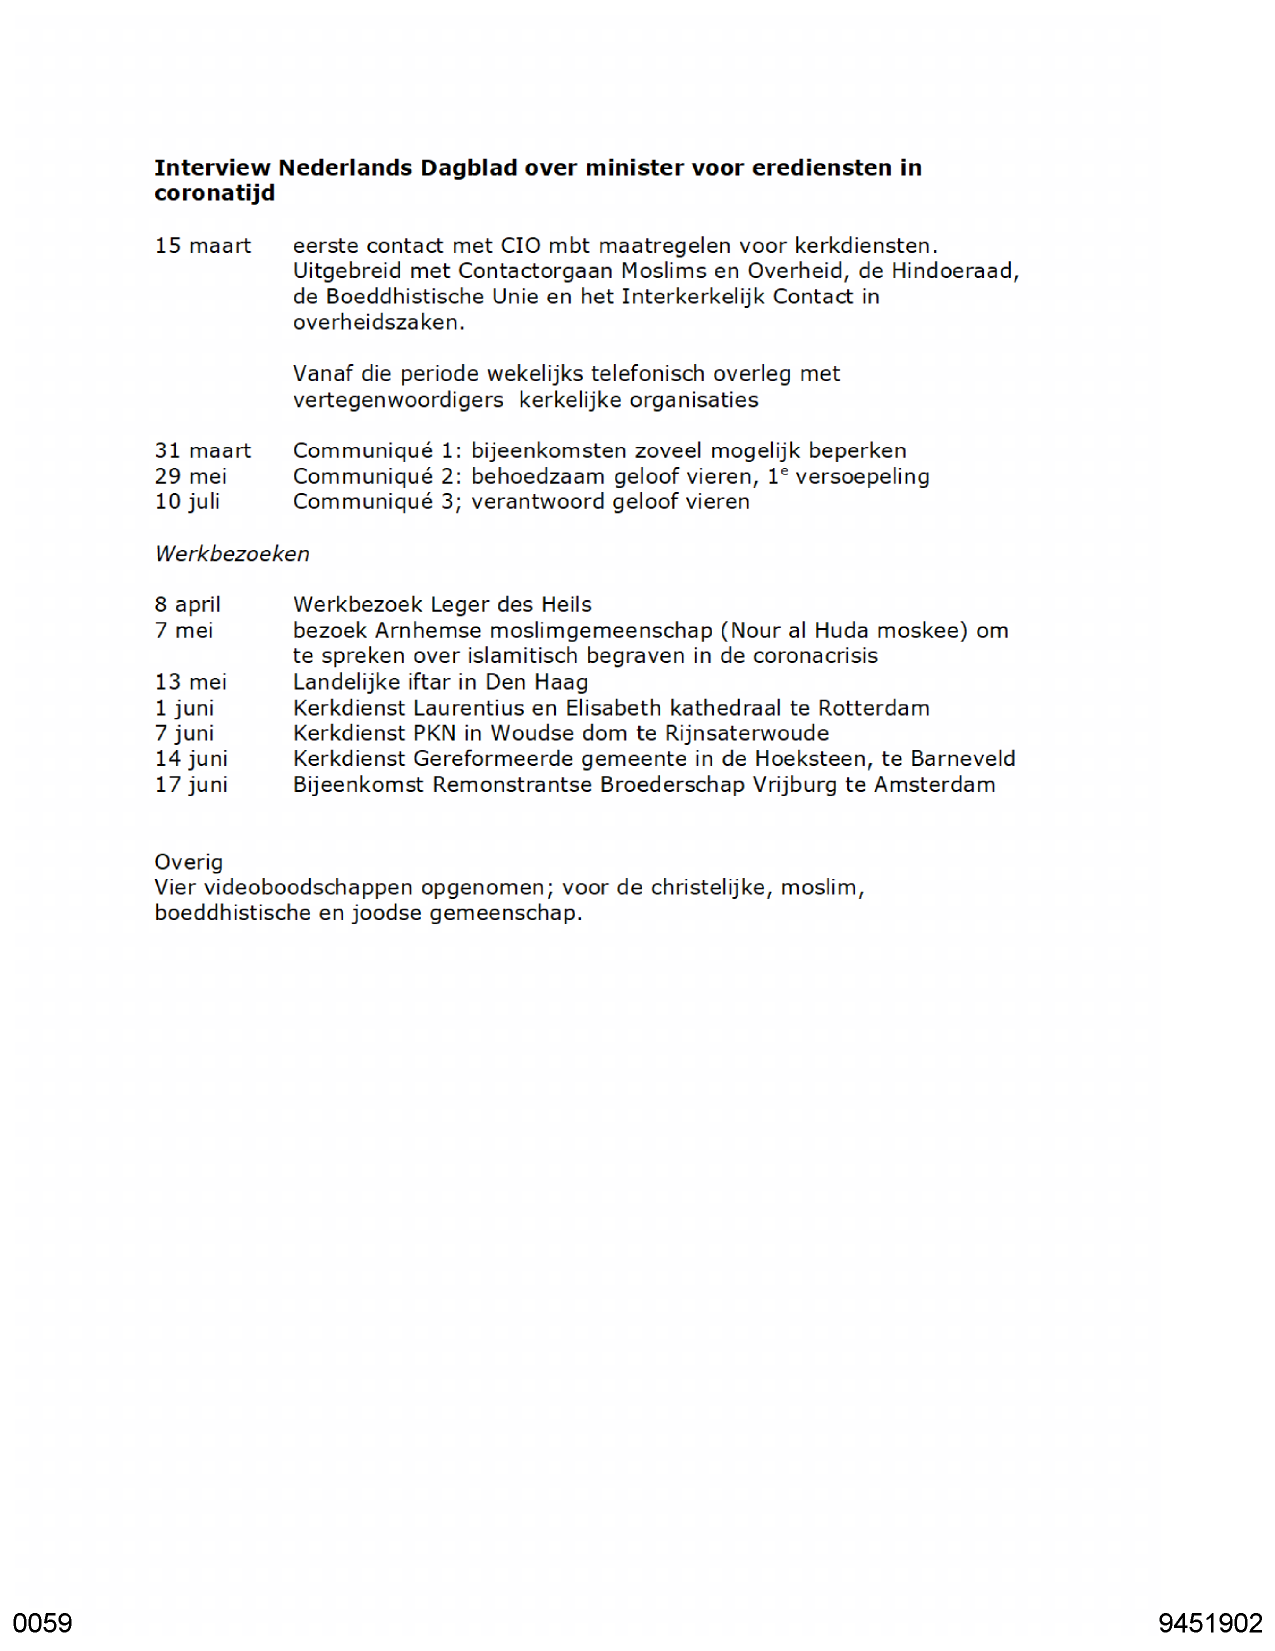 Interview Nederlands Dagblad over minister voor erediensten in
coronatijd
15 maart eerste contact met CIO mbt maatregelen voor kerkdiensten.
Uitgebreid met Contactorgaan Moslims en Overheid, de Hindoeraad,
de Boeddhistische Unie en het Interkerkelijk Contact in
overheidszaken.
Vanaf die periode wekelijks telefonisch overleg met
vertegenwoordigers kerkelijke organisaties
31 maart Communiqué 1: bijeenkomsten zoveel mogelijk beperken
29 mei Communiqué 2: behoedzaam geloof vieren, 1e versoepeling
10 juli Communiqué 3; verantwoord geloof vieren
Werkbezoeken
8 april Werkbezoek Leger des Heils
7 mei bezoek Arnhemse moslimgemeenschap (Nour al Huda moskee) om
te spreken over islamitisch begraven in de coronacrisis
13 mei Landelijke iftar in Den Haag
1 juni Kerkdienst Laurentius en Elisabeth kathedraal te Rotterdam
7 juni Kerkdienst PKN in Woudse dom te Rijnsaterwoude
14 juni Kerkdienst Gereformeerde gemeente in de Hoeksteen, te Barneveld
17 juni Bijeenkomst Remonstrantse Broederschap Vrijburg te Amsterdam
Overig
Vier videoboodschappen opgenomen; voor de christelijke, moslim,
boeddhistische en joodse gemeenschap.
0059 9451902